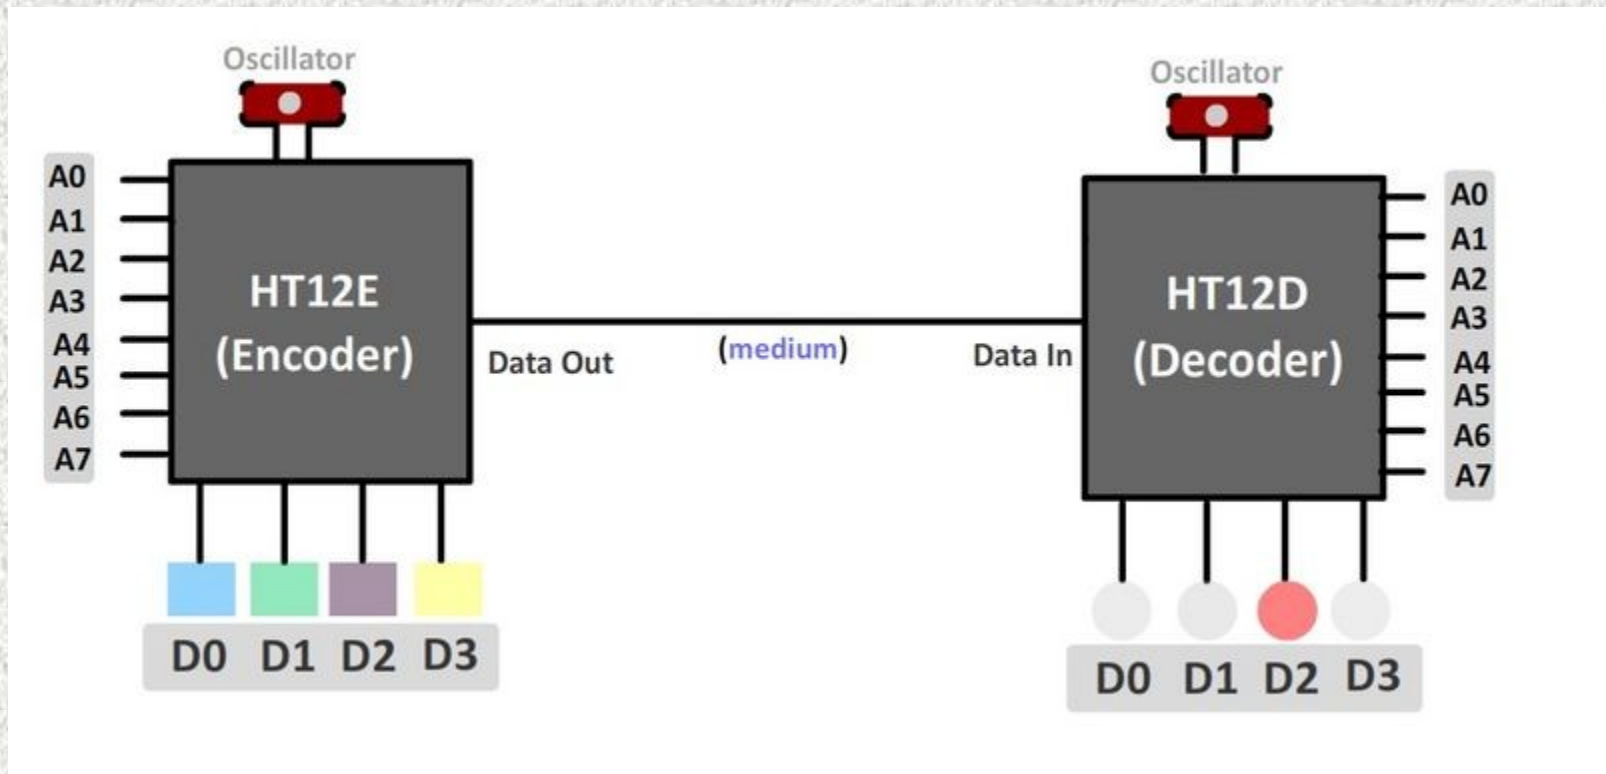 Oscillator
A0
A1
A2
A3
A4
A5
A6
A7
HT12E
(Encoder)
Data Out
D0 D1 D2 D3
(medium)
Oscillator
Data In
HT12D
(Decoder)
A0
A1
A2
A3
A4
A5
A6
A7
D0 D1 D2 D3